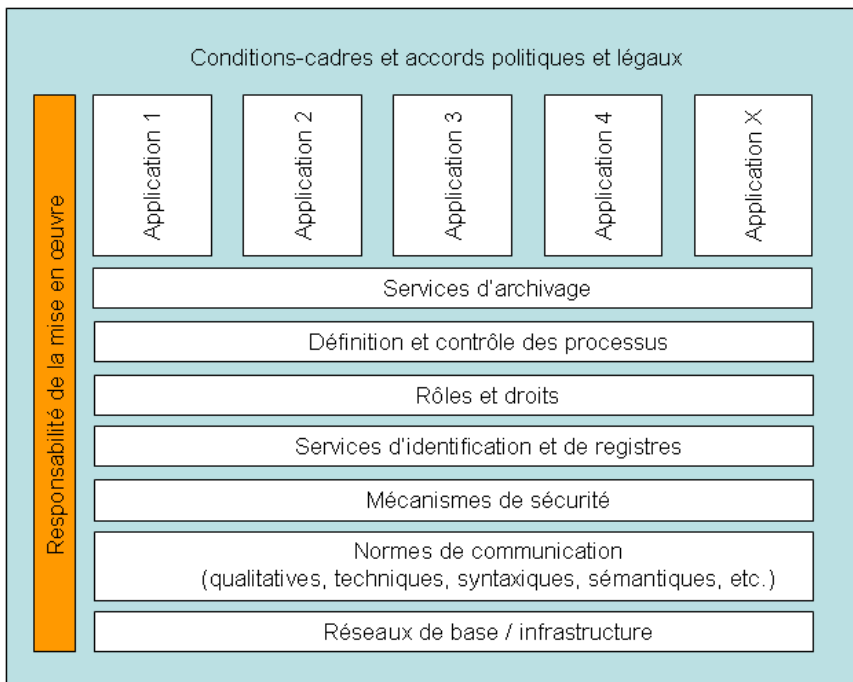 Conditions-cadres et accords politiques et légaux
Responsabilité de la mise en œuvre
Application 1
Application 2
Application 3
Application 4
Application X
Services d'archivage
Définition et contrôle des processus
Rôles et droits
Services d'identification et de registres
Mécanismes de sécurité
Normes de communication
(qualitatives, techniques, syntaxiques, sémantiques, etc.)
Réseaux de base / infrastructure